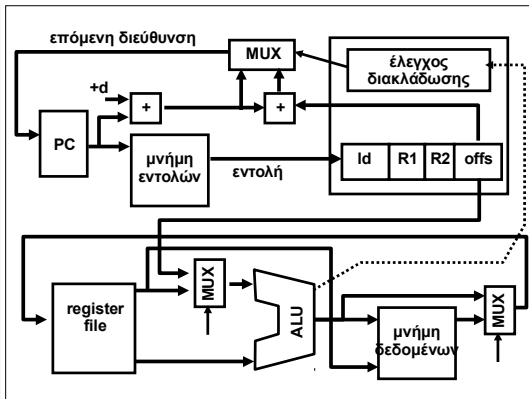 επόμενη διεύθυνση
MUX
έλεγχος
διακλάδωσης
+d
+
+
PC
μνήμη
εντολών
εντολή
ld R1 R2 offs
register
file
MUX
ALU
μνήμη
δεδομένων
MUX